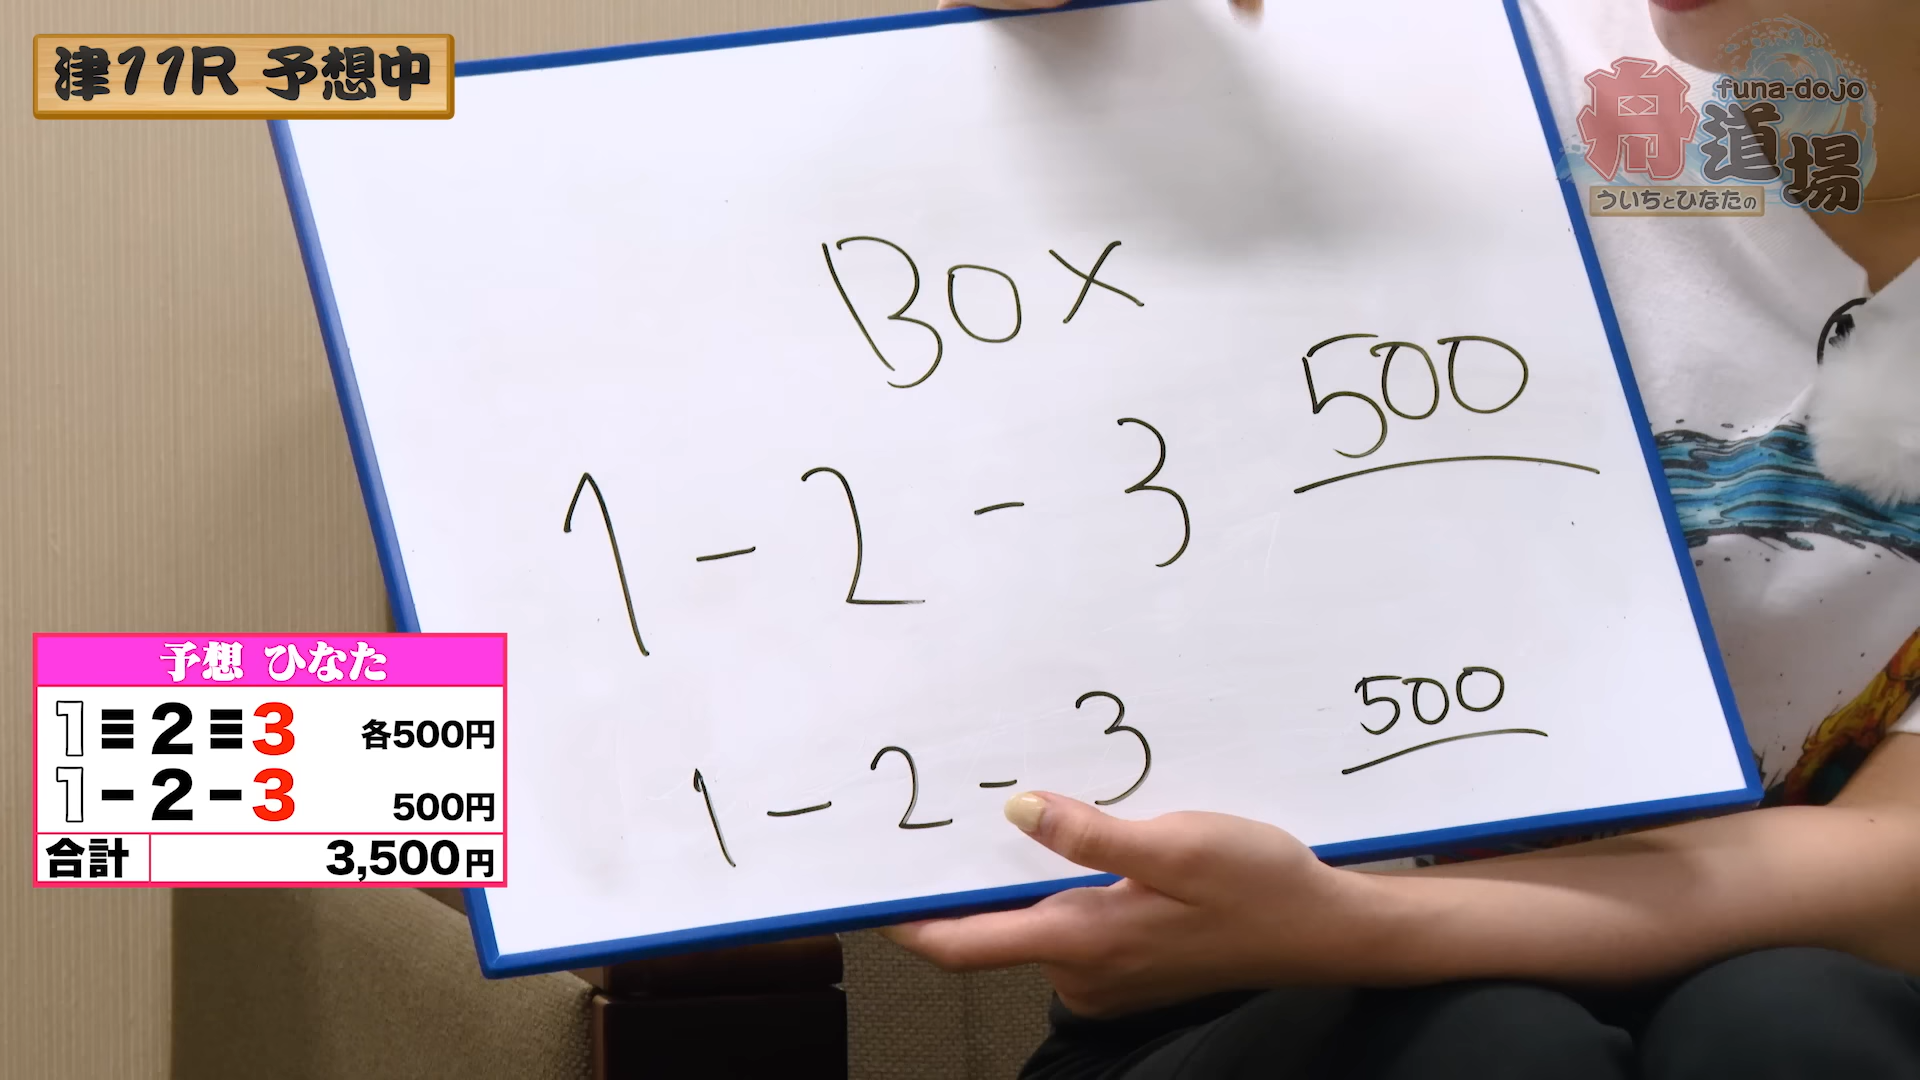 津11R 予想中
funa-dojo
舟道場
ういちとひなたの
BOX
1-2-3 500
1-2-3 500
予想 ひなた
1≡2≡3 各500円
1-2-3 500円
合計 3,500円